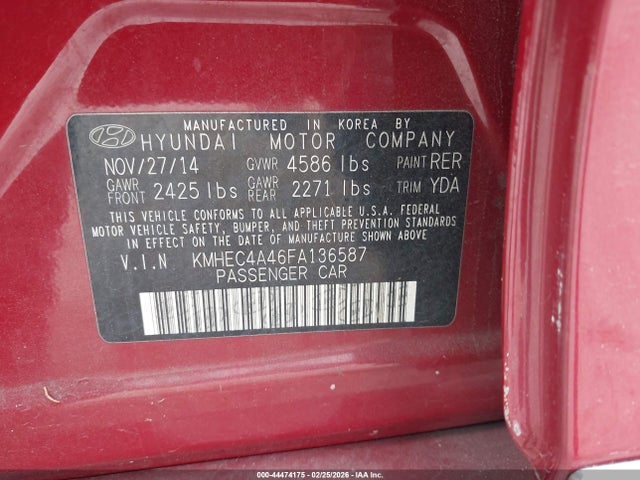 MANUFACTURED IN KOREA BY
HYUNDAI MOTOR COMPANY
NOV/27/14 GVWR 4586 lbs PAINT RER
GAWR FRONT 2425 lbs GAWR REAR 2271 lbs TRIM YDA
THIS VEHICLE CONFORMS TO ALL APPLICABLE U.S.A. FEDERAL
MOTOR VEHICLE SAFETY, BUMPER, AND THEFT PREVENTION STANDARDS
IN EFFECT ON THE DATE OF MANUFACTURE SHOWN ABOVE.
V.I.N KMHEC4A46FA136587
PASSENGER CAR
000-44474175 - 02/25/2026 - © COPYRIGHT IAA, LLC